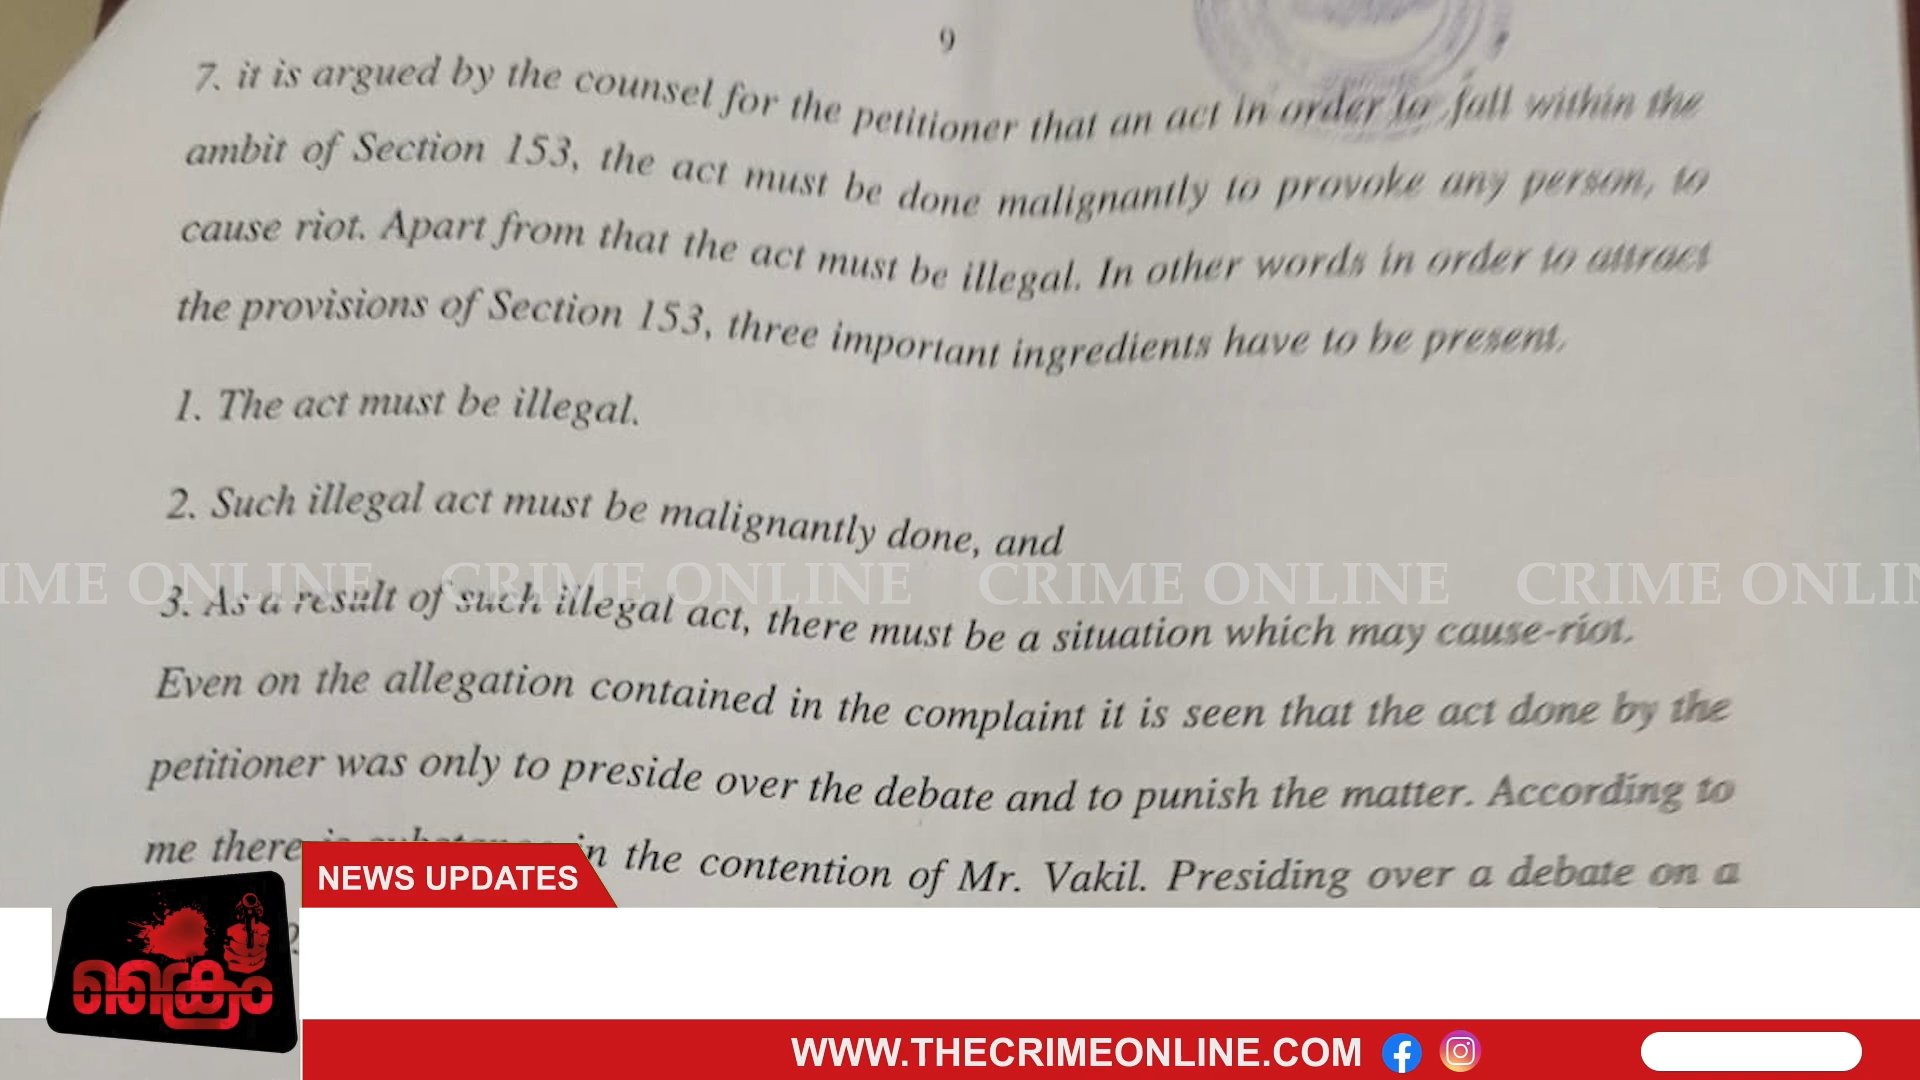 9
7. it is argued by the counsel for the petitioner that an act in order to fall within the
ambit of Section 153, the act must be done malignantly to provoke any person, to
cause riot. Apart from that the act must be illegal. In other words in order to attract
the provisions of Section 153, three important ingredients have to be present.
1. The act must be illegal.
2. Such illegal act must be malignantly done, and
CRIME ONLINE CRIME ONLINE
3. As a result of such illegal act, there must be a situation which may cause-riot.
Even on the allegation contained in the complaint it is seen that the act done by the
petitioner was only to preside over the debate and to punish the matter. According to
me there is substance in the contention of Mr. Vakil. Presiding over a debate on a
NEWS UPDATES
ക്രൈം
WWW.THECRIMEONLINE.COM